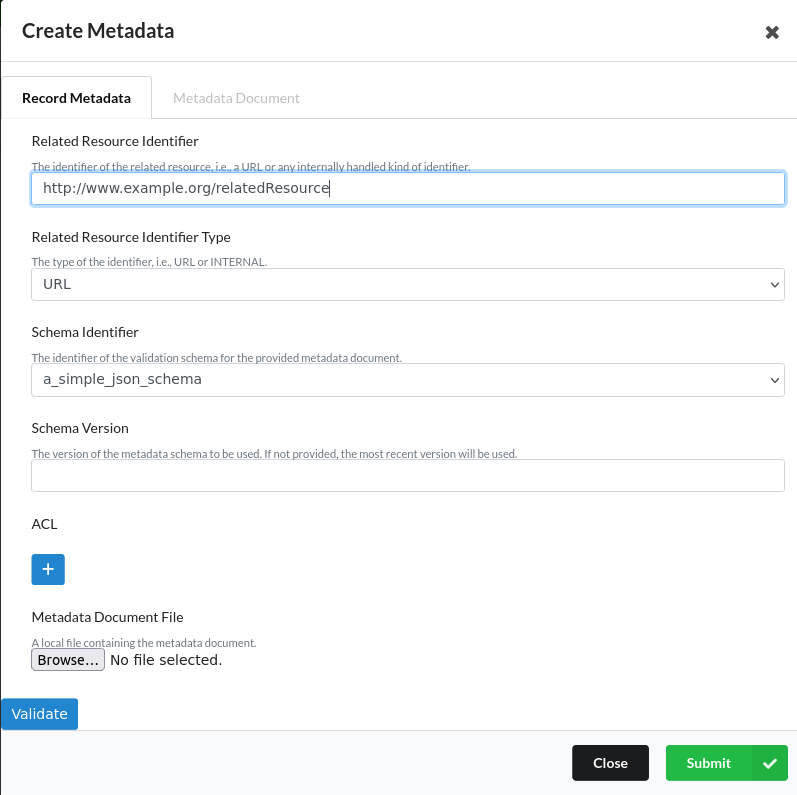 Create Metadata
Record Metadata
Metadata Document
Related Resource Identifier
The identifier of the related resource, i.e., a URL or any internally handled kind of identifier.
http://www.example.org/relatedResource
Related Resource Identifier Type
The type of the identifier, i.e., URL or INTERNAL.
URL
Schema Identifier
The identifier of the validation schema for the provided metadata document.
a_simple_json_schema
Schema Version
The version of the metadata schema to be used. If not provided, the most recent version will be used.
ACL
+
Metadata Document File
A local file containing the metadata document.
Browse... No file selected.
Validate
Close
Submit